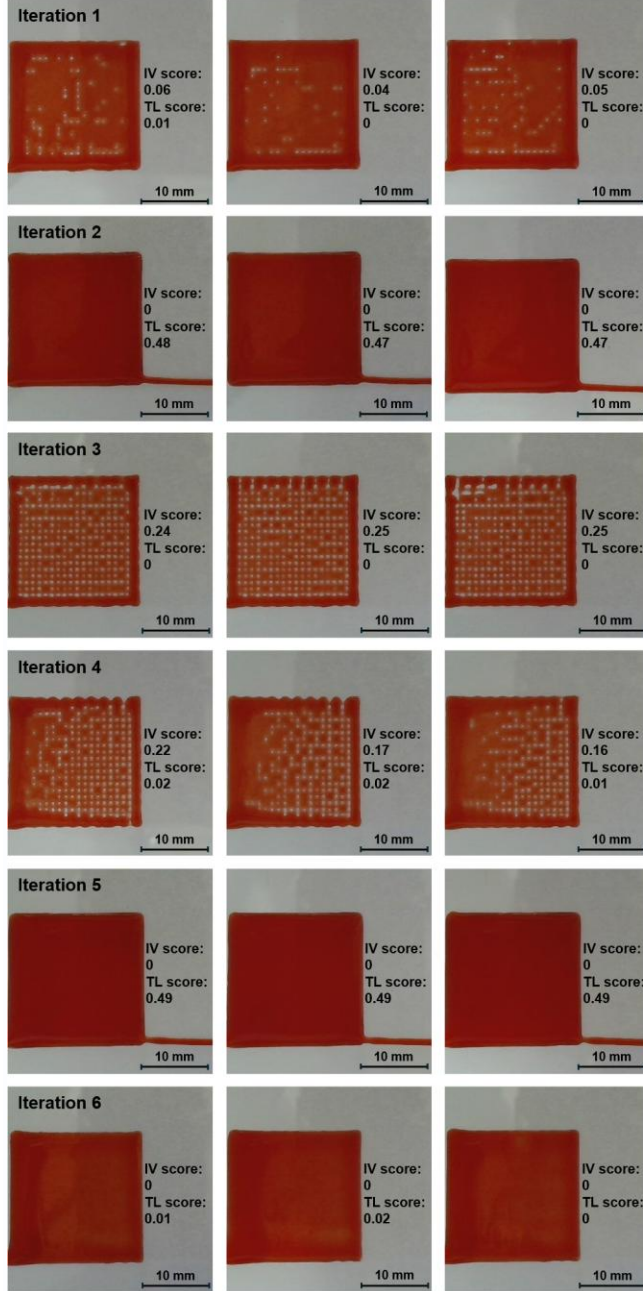 Iteration 1
IV score:
0.06
TL score:
0.01
10 mm
IV score:
0.04
TL score:
0
10 mm
IV score:
0.05
TL score:
0
10 mm
Iteration 2
IV score:
0
TL score:
0.48
10 mm
IV score:
0
TL score:
0.47
10 mm
IV score:
0
TL score:
0.47
10 mm
Iteration 3
IV score:
0.24
TL score:
0
10 mm
IV score:
0.25
TL score:
0
10 mm
IV score:
0.25
TL score:
0
10 mm
Iteration 4
IV score:
0.22
TL score:
0.02
10 mm
IV score:
0.17
TL score:
0.02
10 mm
IV score:
0.16
TL score:
0.01
10 mm
Iteration 5
IV score:
0
TL score:
0.49
10 mm
IV score:
0
TL score:
0.49
10 mm
IV score:
0
TL score:
0.49
10 mm
Iteration 6
IV score:
0
TL score:
0.01
10 mm
IV score:
0
TL score:
0.02
10 mm
IV score:
0
TL score:
0
10 mm